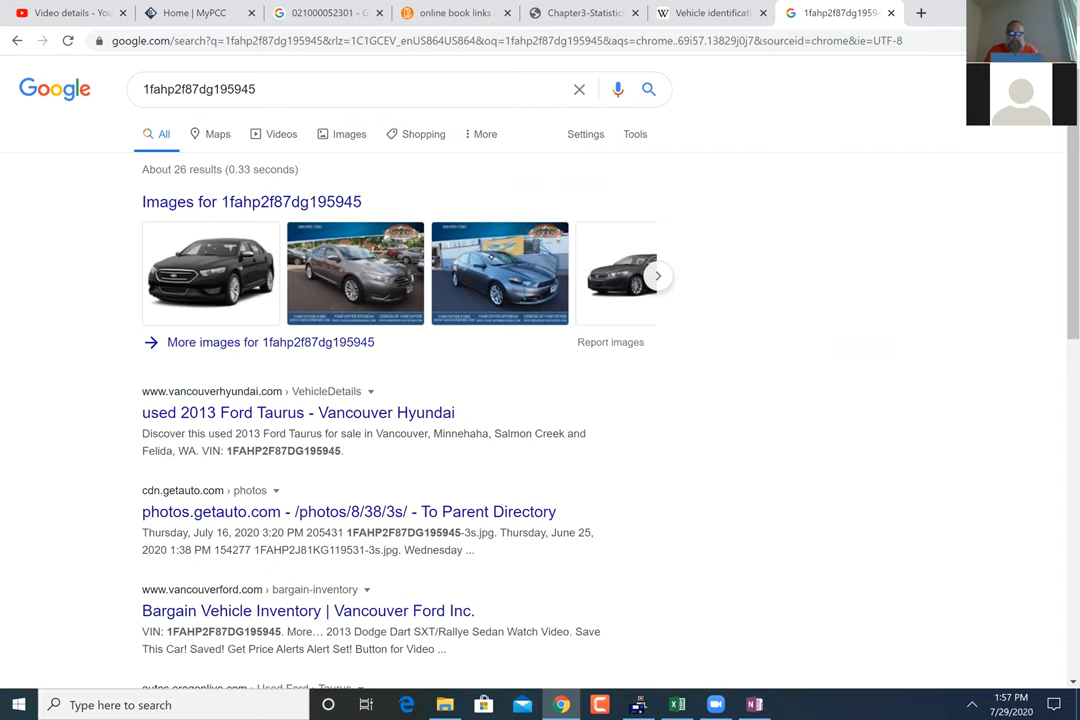 Video details - You
Home | MyPCC
021000052301 - G
online book links
Chapter3-Statistic
Vehicle identificati
1fahp2f87dg1959
google.com/search?q=1fahp2f87dg195945&rlz=1C1GCEV_enUS864US864&oq=1fahp2f87dg195945&aqs=chrome..69i57.13829j0j7&sourceid=chrome&ie=UTF-8
Google
1fahp2f87dg195945
All
Maps
Videos
Images
Shopping
More
Settings
Tools
About 26 results (0.33 seconds)
Images for 1fahp2f87dg195945
More images for 1fahp2f87dg195945
Report images
www.vancouverhyundai.com › VehicleDetails
used 2013 Ford Taurus - Vancouver Hyundai
Discover this used 2013 Ford Taurus for sale in Vancouver, Minnehaha, Salmon Creek and
Felida, WA. VIN: 1FAHP2F87DG195945.
cdn.getauto.com › photos
photos.getauto.com - /photos/8/38/3s/ - To Parent Directory
Thursday, July 16, 2020 3:20 PM 205431 1FAHP2F87DG195945-3s.jpg. Thursday, June 25,
2020 1:38 PM 154277 1FAHP2J81KG119531-3s.jpg. Wednesday ...
www.vancouverford.com › bargain-inventory
Bargain Vehicle Inventory | Vancouver Ford Inc.
VIN: 1FAHP2F87DG195945. More… 2013 Dodge Dart SXT/Rallye Sedan Watch Video. Save
This Car! Saved! Get Price Alerts Alert Set! Button for Video ...
autos.oregonlive.com › Used Ford › Taurus
Type here to search
1:57 PM
7/29/2020